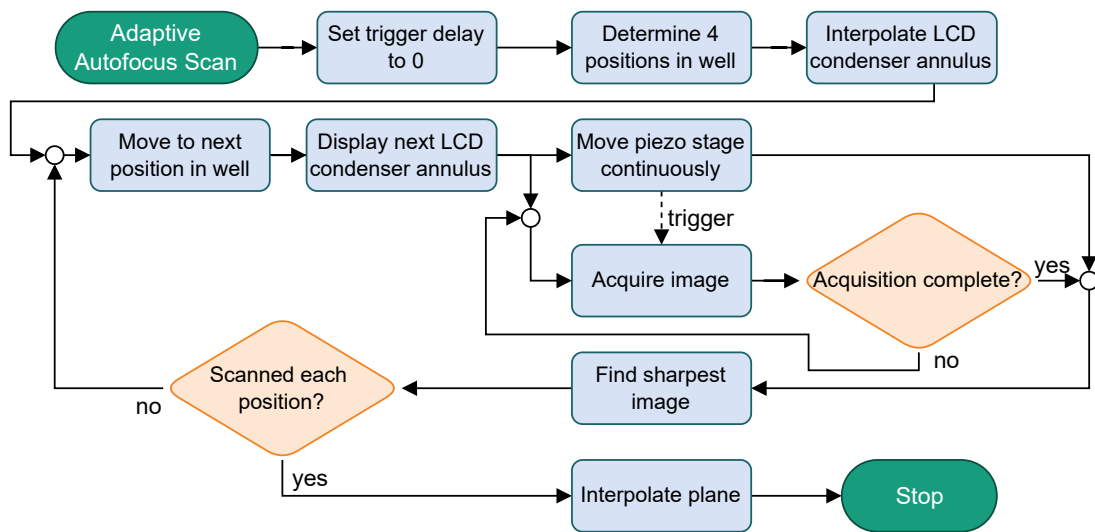 Adaptive
Autofocus Scan
Set trigger delay
to 0
Determine 4
positions in well
Interpolate LCD
condenser annulus
Move to next
position in well
Display next LCD
condenser annulus
Move piezo stage
continuously
trigger
Acquire image
Acquisition complete?
yes
no
Find sharpest
image
Scanned each
position?
no
yes
Interpolate plane
Stop